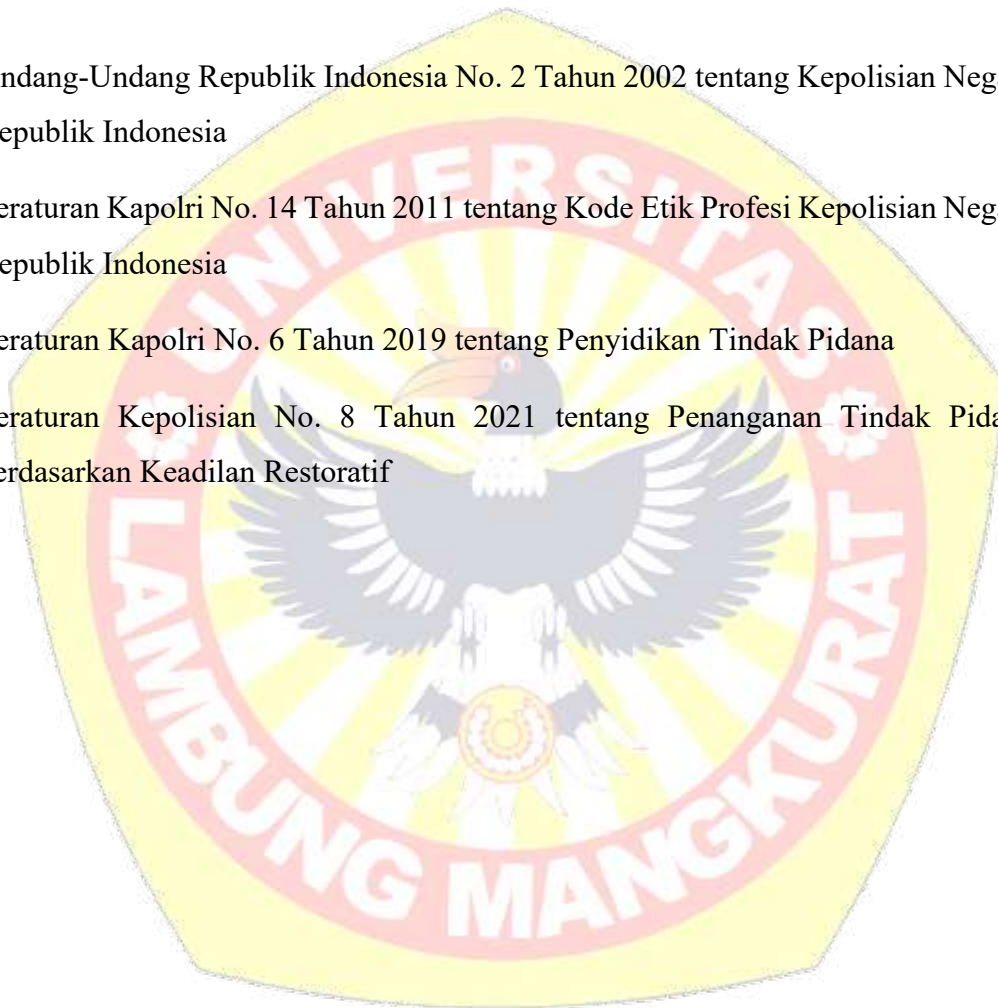 ndang-Undang Republik Indonesia No. 2 Tahun 2002 tentang Kepolisian Neg
epublik Indonesia
eraturan Kapolri No. 14 Tahun 2011 tentang Kode Etik Profesi Kepolisian Neg
epublik Indonesia
eraturan Kapolri No. 6 Tahun 2019 tentang Penyidikan Tindak Pidana
eraturan Kepolisian No. 8 Tahun 2021 tentang Penanganan Tindak Pida
erdasarkan Keadilan Restoratif
UNIVERSITAS
LAMBUNG MANGKURAT